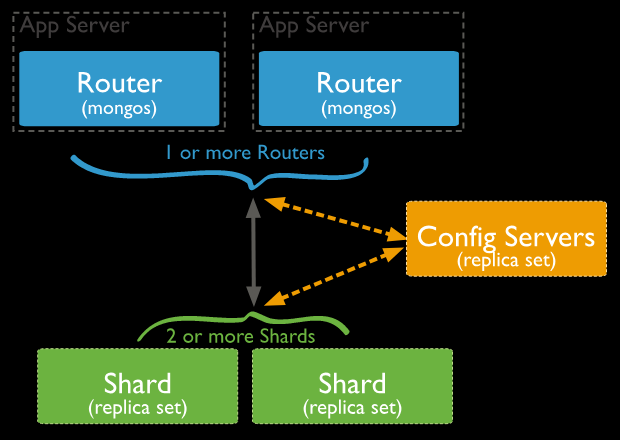 App Server
App Server
Router
(mongos)
Router
(mongos)
1 or more Routers
Config Servers
(replica set)
2 or more Shards
Shard
(replica set)
Shard
(replica set)